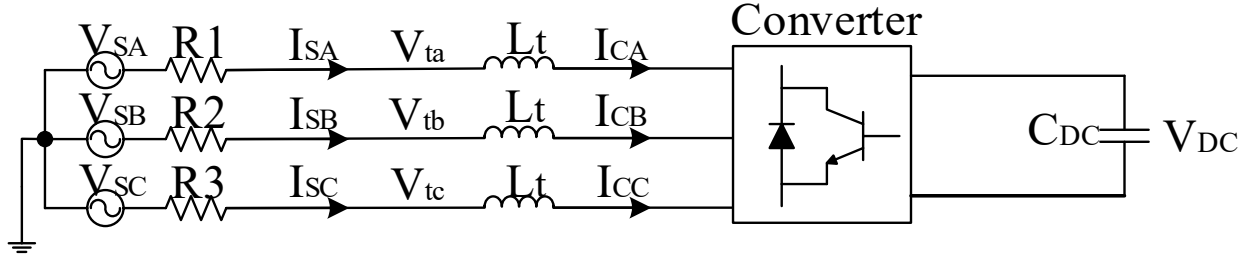 Converter
VSA R1 ISA Vta Lt ICA
VSB R2 ISB Vtb Lt ICB
CDC VDC
VSC R3 ISC Vtc Lt ICC